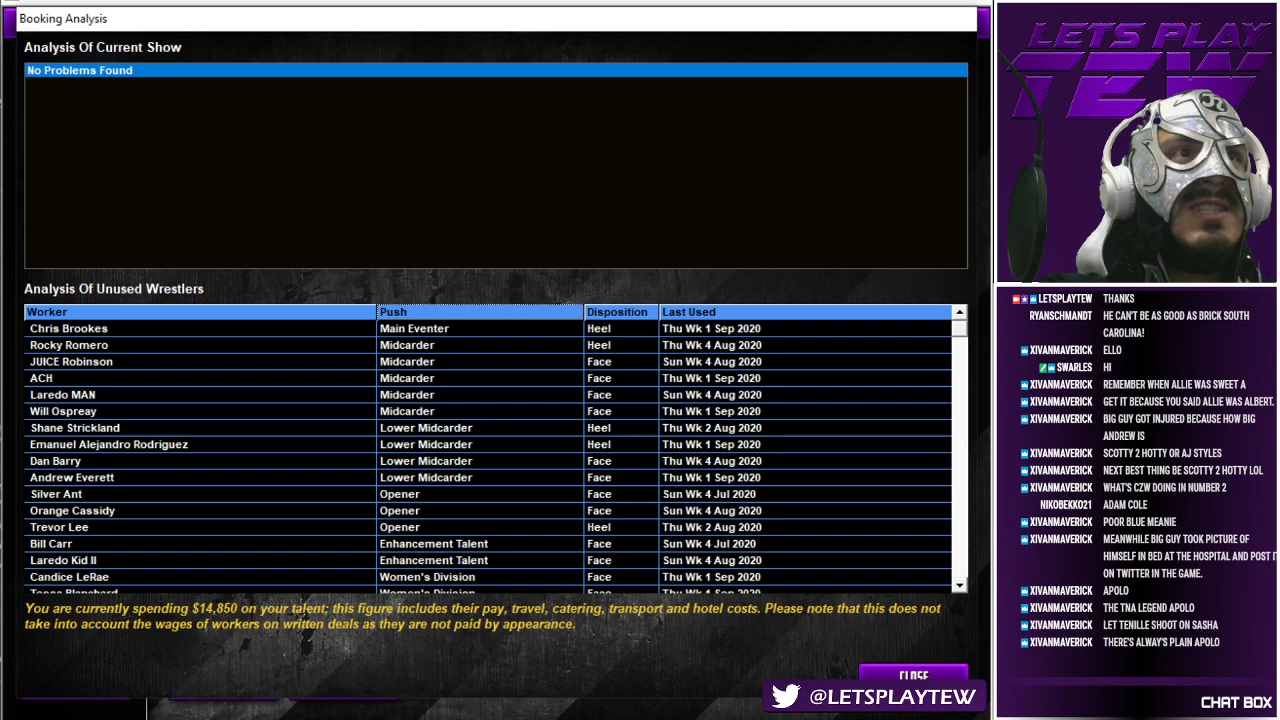 Booking Analysis
Analysis Of Current Show
No Problems Found
Analysis Of Unused Wrestlers
Worker Push Disposition Last Used
Chris Brookes Main Eventer Heel Thu Wk 1 Sep 2020
Rocky Romero Midcarder Heel Thu Wk 4 Aug 2020
JUICE Robinson Midcarder Face Sun Wk 4 Aug 2020
ACH Midcarder Face Thu Wk 1 Sep 2020
Laredo MAN Midcarder Face Sun Wk 4 Aug 2020
Will Ospreay Midcarder Face Thu Wk 1 Sep 2020
Shane Strickland Lower Midcarder Heel Thu Wk 2 Aug 2020
Emanuel Alejandro Rodriguez Lower Midcarder Heel Thu Wk 1 Sep 2020
Dan Barry Lower Midcarder Face Thu Wk 4 Aug 2020
Andrew Everett Lower Midcarder Face Thu Wk 1 Sep 2020
Silver Ant Opener Face Sun Wk 4 Jul 2020
Orange Cassidy Opener Face Sun Wk 4 Aug 2020
Trevor Lee Opener Heel Thu Wk 2 Aug 2020
Bill Carr Enhancement Talent Face Sun Wk 4 Jul 2020
Laredo Kid II Enhancement Talent Face Sun Wk 4 Aug 2020
Candice LeRae Women's Division Face Thu Wk 1 Sep 2020
Tessa Blanchard Women's Division Face Thu Wk 1 Sep 2020
You are currently spending $14,850 on your talent; this figure includes their pay, travel, catering, transport and hotel costs. Please note that this does not
take into account the wages of workers on written deals as they are not paid by appearance.
CLOSE
@LETSPLAYTEW
LETS PLAY
TEW
LETSPLAYTEW THANKS
RYANSCHMANDT HE CAN'T BE AS GOOD AS BRICK SOUTH
CAROLINA!
XIVANMAVERICK ELLO
SWARLES HI
XIVANMAVERICK REMEMBER WHEN ALLIE WAS SWEET A
XIVANMAVERICK GET IT BECAUSE YOU SAID ALLIE WAS ALBERT.
XIVANMAVERICK BIG GUY GOT INJURED BECAUSE HOW BIG
ANDREW IS
XIVANMAVERICK SCOTTY 2 HOTTY OR AJ STYLES
XIVANMAVERICK NEXT BEST THING BE SCOTTY 2 HOTTY LOL
XIVANMAVERICK WHAT'S CZW DOING IN NUMBER 2
NIKOBEKKO21 ADAM COLE
XIVANMAVERICK POOR BLUE MEANIE
XIVANMAVERICK MEANWHILE BIG GUY TOOK PICTURE OF
HIMSELF IN BED AT THE HOSPITAL AND POST IT
ON TWITTER IN THE GAME.
XIVANMAVERICK APOLO
XIVANMAVERICK THE TNA LEGEND APOLO
XIVANMAVERICK LET TENILLE SHOOT ON SASHA
XIVANMAVERICK THERE'S ALWAY'S PLAIN APOLO
CHAT BOX